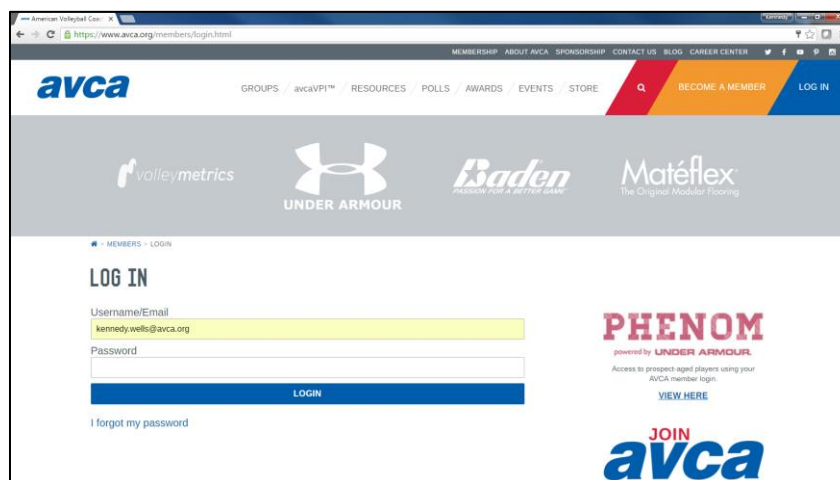 American Volleyball Coac
Kennedy
https://www.avca.org/members/login.html
MEMBERSHIP ABOUT AVCA SPONSORSHIP CONTACT US BLOG CAREER CENTER
avca
GROUPS / avcaVPI™ / RESOURCES / POLLS / AWARDS / EVENTS / STORE
BECOME A MEMBER
LOG IN
volleymetrics
UNDER ARMOUR
Baden
PASSION FOR A BETTER GAME
Matéflex
The Original Modular Flooring
- MEMBERS - LOGIN
LOG IN
Username/Email
kennedy.wells@avca.org
Password
LOGIN
I forgot my password
PHENOM
powered by UNDER ARMOUR.
Access to prospect-aged players using your
AVCA member login.
VIEW HERE
JOIN
avca